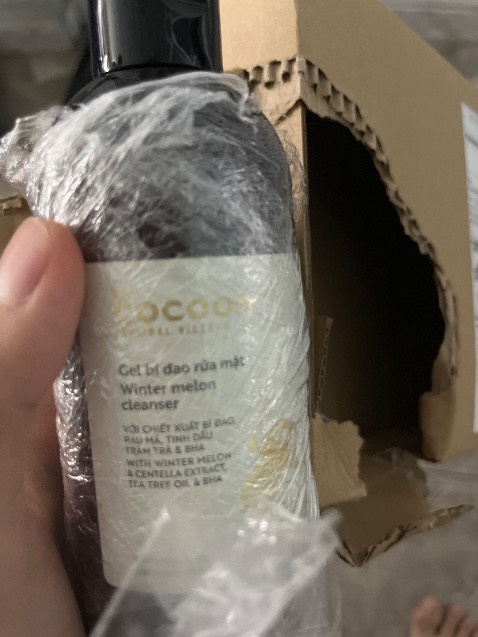 cocoon
Gel bí đao rửa mặt
Winter melon
cleanser
VỚI CHIẾT XUẤT BÍ ĐAO,
RAU MÁ, TINH DẦU
TRÀM TRÀ & BHA
WITH WINTER MELON
& CENTELLA EXTRACT,
TEA TREE OIL & BHA